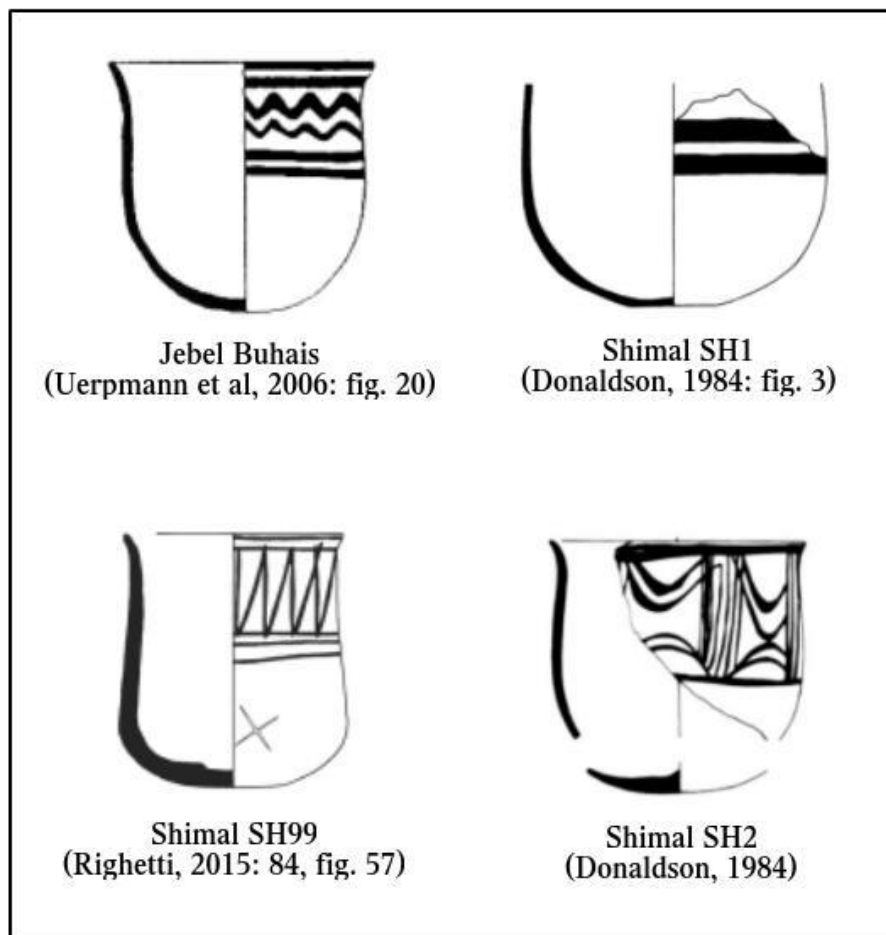 Jebel Buhais
(Uerpmann et al, 2006: fig. 20)
Shimal SH1
(Donaldson, 1984: fig. 3)
Shimal SH99
(Righetti, 2015: 84, fig. 57)
Shimal SH2
(Donaldson, 1984)